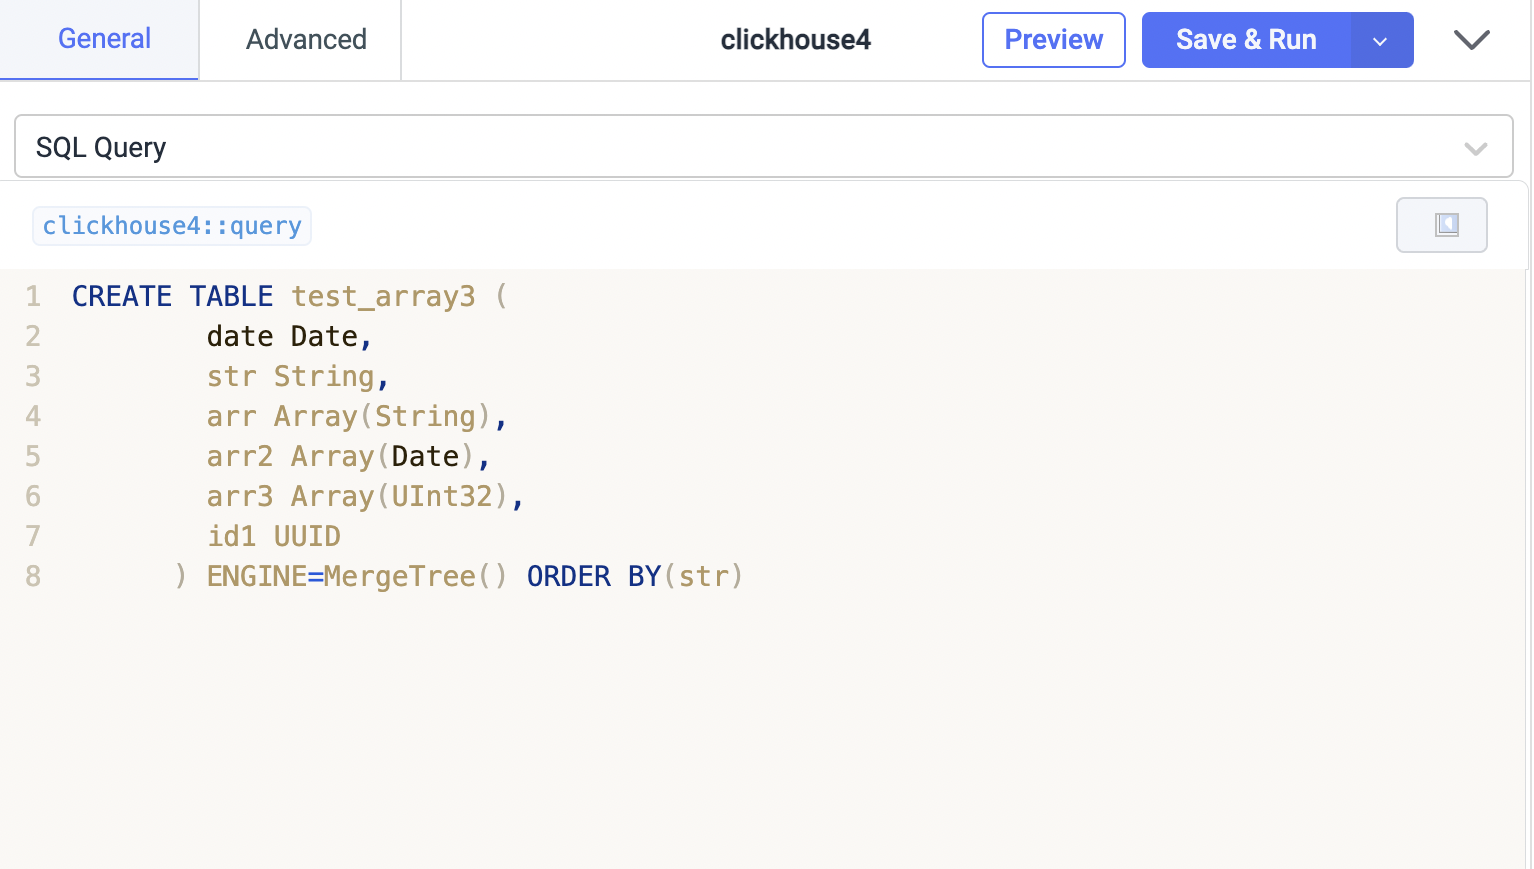 General Advanced clickhouse4 Preview Save & Run
SQL Query
clickhouse4::query
1 CREATE TABLE test_array3 (
2 date Date,
3 str String,
4 arr Array(String),
5 arr2 Array(Date),
6 arr3 Array(UInt32),
7 id1 UUID
8 ) ENGINE=MergeTree() ORDER BY(str)